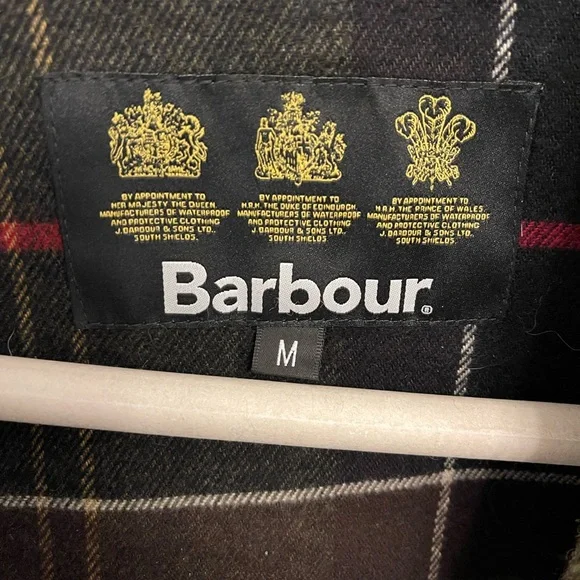 BY APPOINTMENT TO
HER MAJESTY THE QUEEN.
MANUFACTURERS OF WATERPROOF
AND PROTECTIVE CLOTHING
J. BARBOUR & SONS LTD.,
SOUTH SHIELDS.
BY APPOINTMENT TO
H.R.H. THE DUKE OF EDINBURGH.
MANUFACTURERS OF WATERPROOF
AND PROTECTIVE CLOTHING
J. BARBOUR & SONS LTD.,
SOUTH SHIELDS.
BY APPOINTMENT TO
H.R.H. THE PRINCE OF WALES.
MANUFACTURERS OF WATERPROOF
AND PROTECTIVE CLOTHING
J. BARBOUR & SONS LTD.,
SOUTH SHIELDS.
Barbour®
M